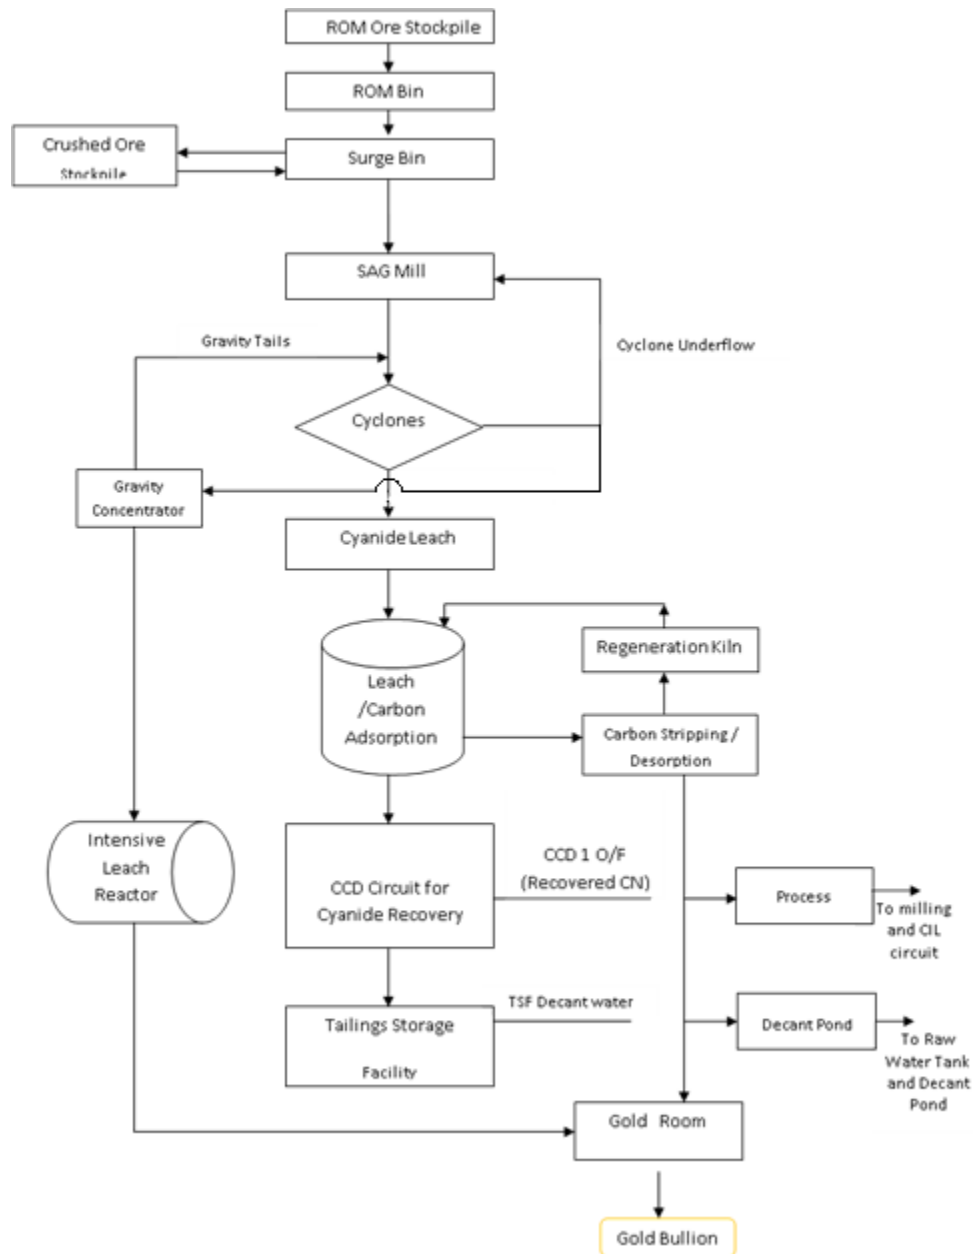 ROM Ore Stockpile
ROM Bin
Crushed Ore
Stockpile
Surge Bin
SAG Mill
Gravity Tails
Cyclone Underflow
Cyclones
Gravity
Concentrator
Cyanide Leach
Regeneration Kiln
Leach
/Carbon
Adsorption
Carbon Stripping /
Desorption
Intensive
Leach
Reactor
CCD Circuit for
Cyanide Recovery
CCD 1 O/F
(Recovered CN)
Process
To milling
and CIL
circuit
Tailings Storage
Facility
TSF Decant water
Decant Pond
To Raw
Water Tank
and Decant
Pond
Gold Room
Gold Bullion